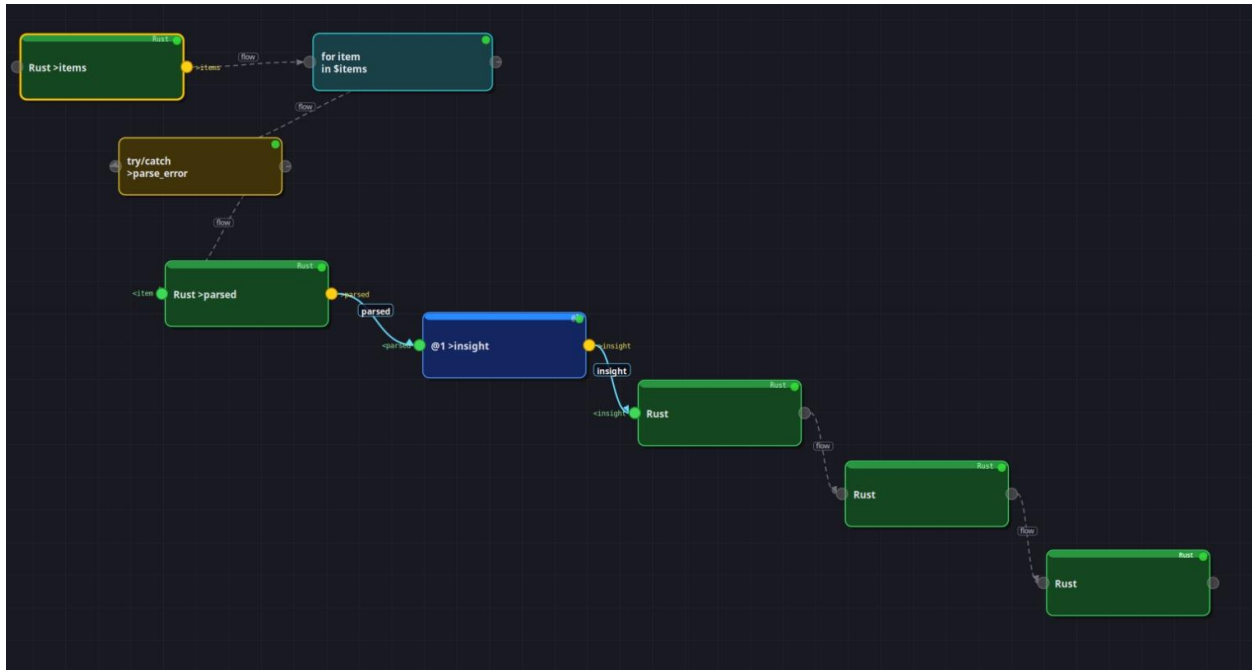 Rust
Rust >items
>items
flow
for item
in $items
flow
try/catch
>parse_error
flow
Rust
<item
Rust >parsed
>parsed
parsed
<parsed
@1 >insight
>insight
insight
Rust
<insight
Rust
flow
Rust
Rust
flow
Rust
Rust